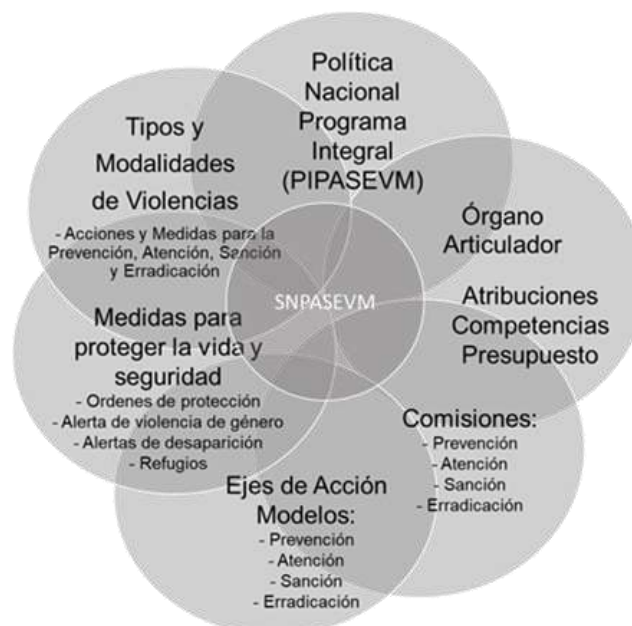 Política
Nacional
Programa
Integral
(PIPASEVM)
Tipos y
Modalidades
de Violencias
- Acciones y Medidas para la
Prevención, Atención, Sanción
y Erradicación
Órgano
Articulador
Atribuciones
Competencias
Presupuesto
SNPASEVM
Medidas para
proteger la vida y
seguridad
- Ordenes de protección
- Alerta de violencia de género
- Alertas de desaparición
- Refugios
Comisiones:
- Prevención
- Atención
- Sanción
- Erradicación
Ejes de Acción
Modelos:
- Prevención
- Atención
- Sanción
- Erradicación